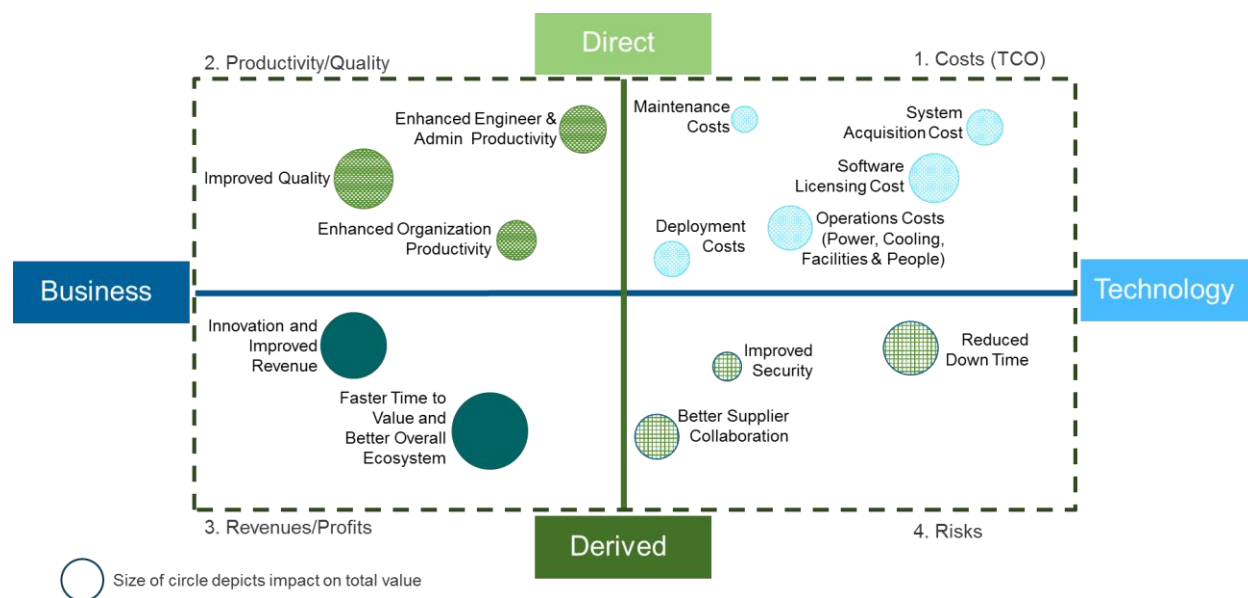 Direct
2. Productivity/Quality
1. Costs (TCO)
Enhanced Engineer &
Admin Productivity
Improved Quality
Enhanced Organization
Productivity
Maintenance
Costs
System
Acquisition Cost
Software
Licensing Cost
Deployment
Costs
Operations Costs
(Power, Cooling,
Facilities & People)
Business
Technology
Innovation and
Improved
Revenue
Faster Time to
Value and
Better Overall
Ecosystem
Improved
Security
Reduced
Down Time
Better Supplier
Collaboration
3. Revenues/Profits
4. Risks
Derived
Size of circle depicts impact on total value